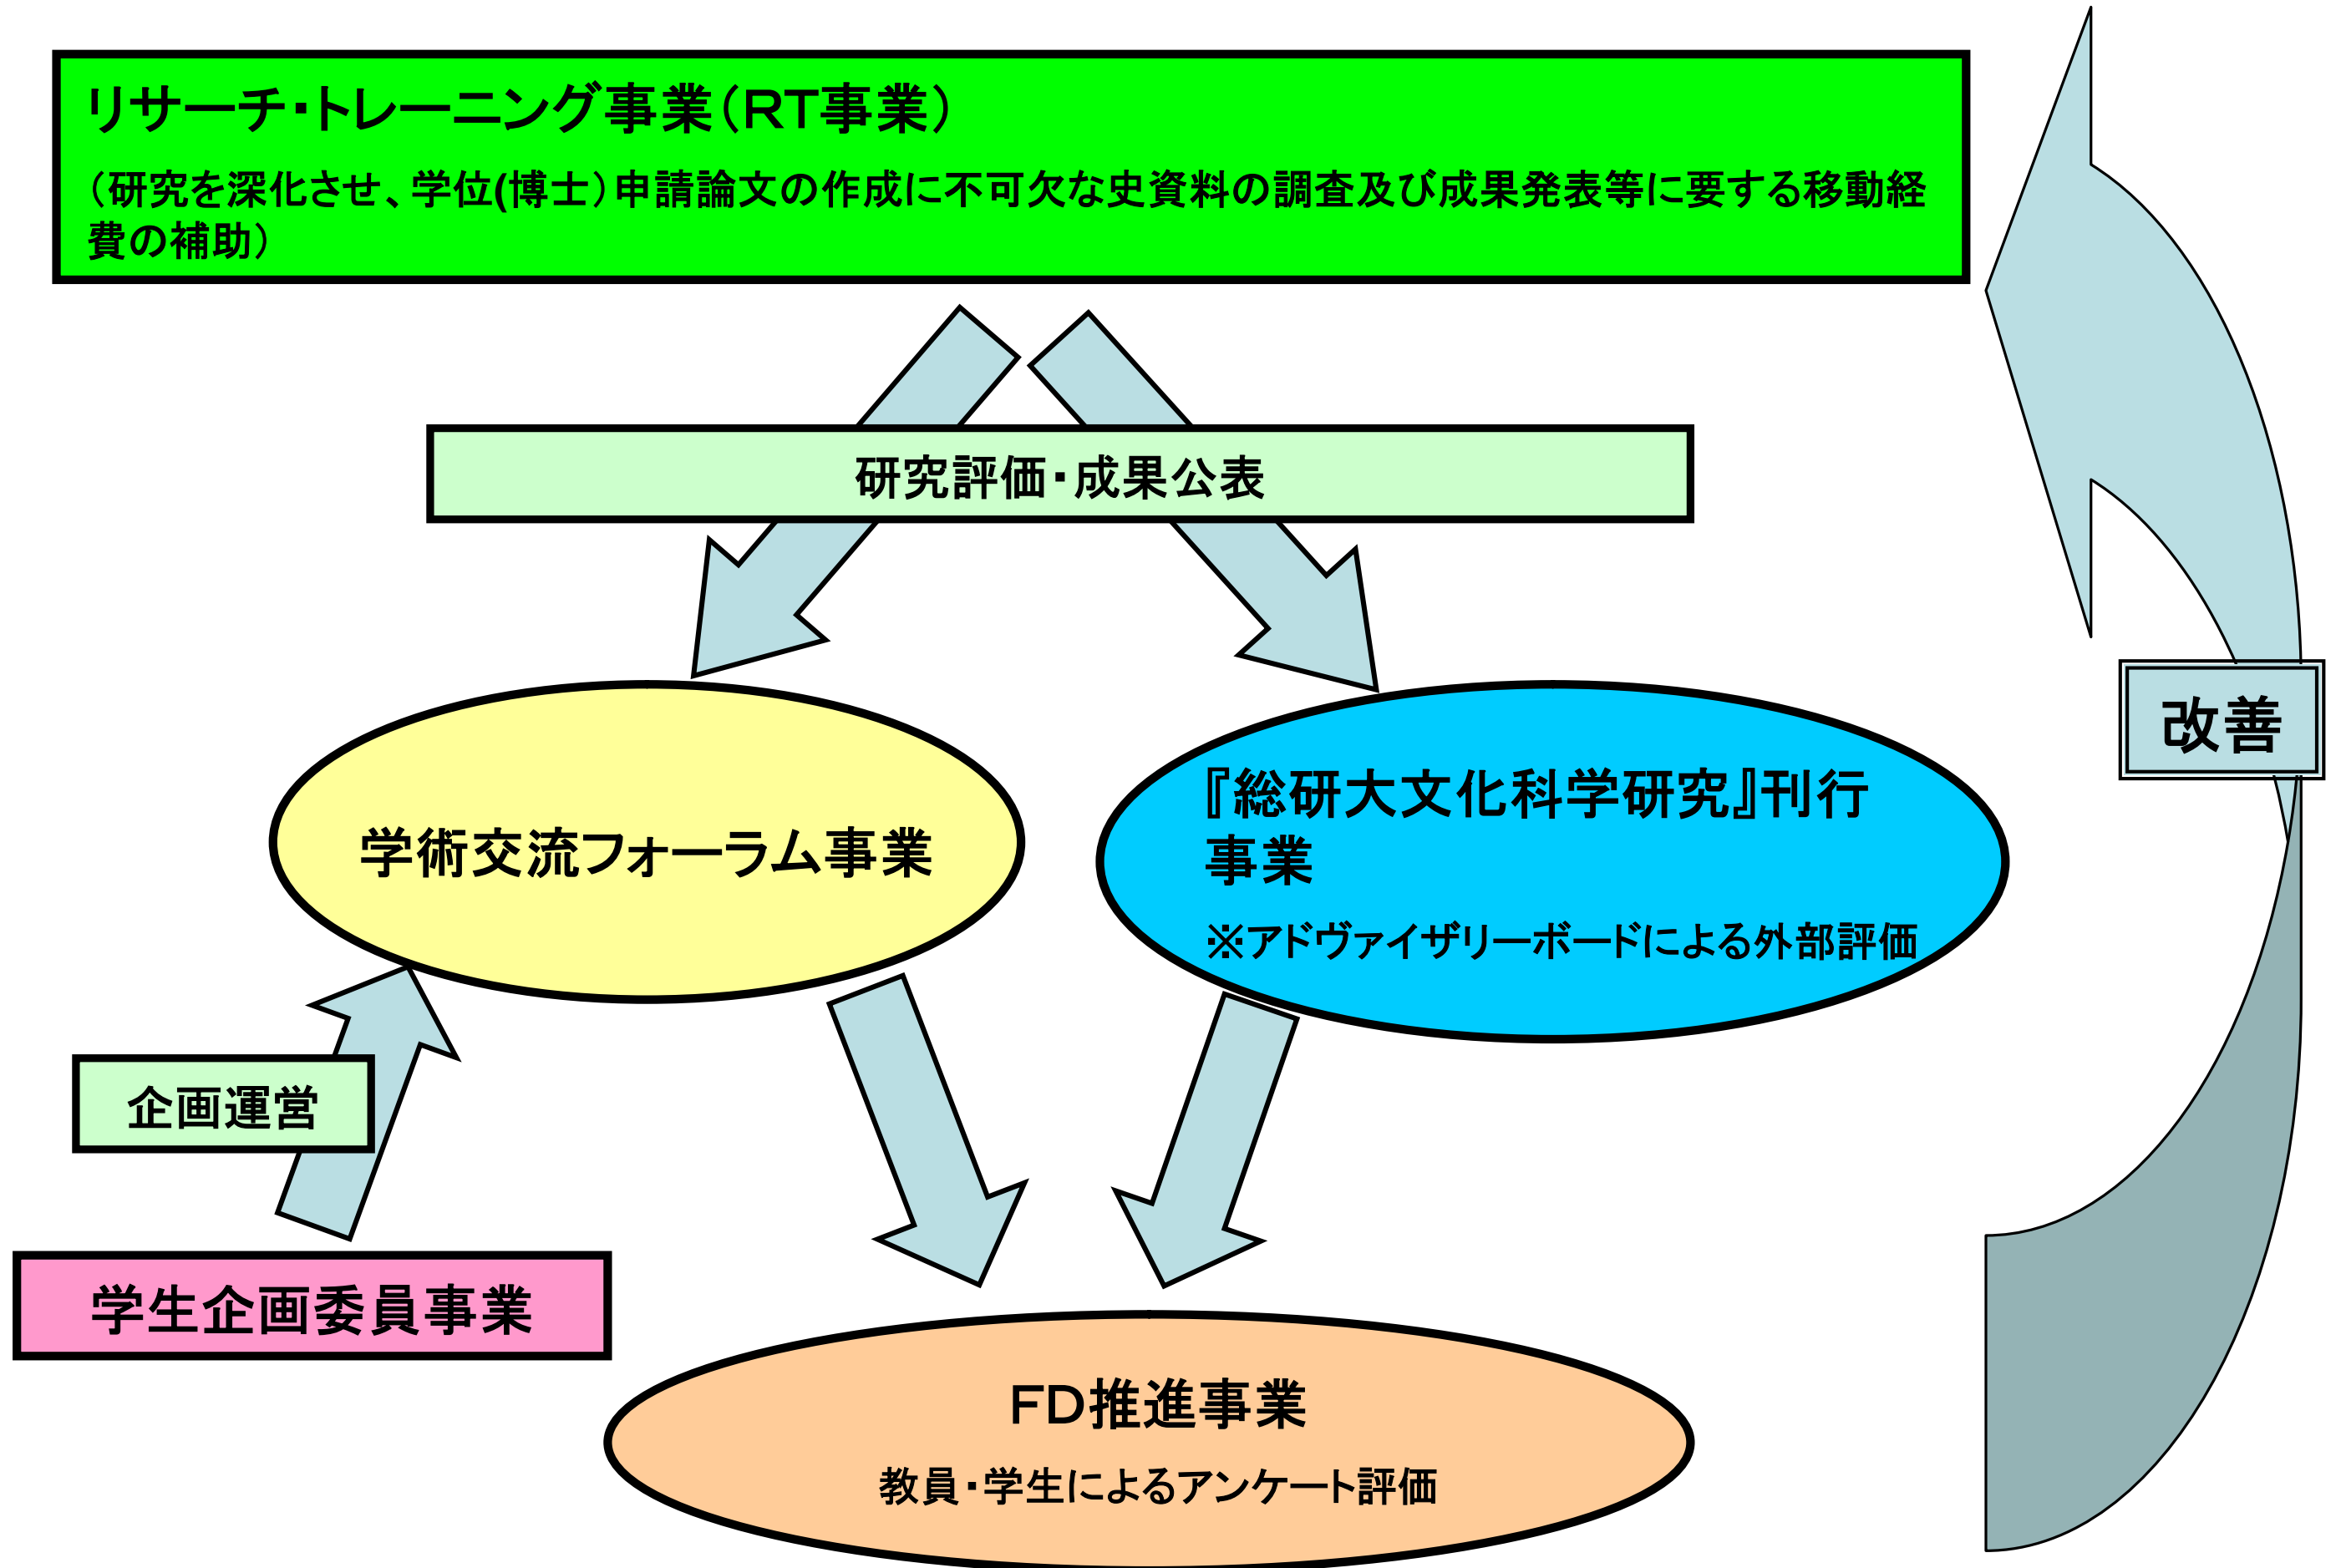 リサーチ・トレーニング事業（RT事業）
（研究を深化させ、学位(博士）申請論文の作成に不可欠な史資料の調査及び成果発表等に要する移動経
費の補助）
研究評価・成果公表
改善
『総研大文化科学研究』刊行
事業
※アドヴァイザリーボードによる外部評価
学術交流フォーラム事業
企画運営
学生企画委員事業
FD推進事業
教員・学生によるアンケート評価